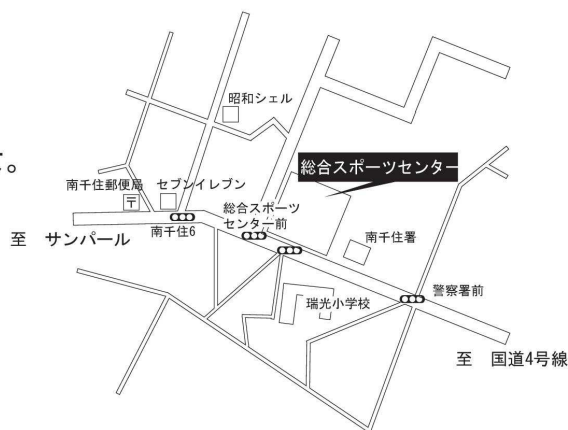 昭和シェル
総合スポーツセンター
で。
南千住郵便局
セブンイレブン
〒
総合スポーツ
センター前
南千住6
至 サンパール
南千住署
瑞光小学校
警察署前
至 国道4号線